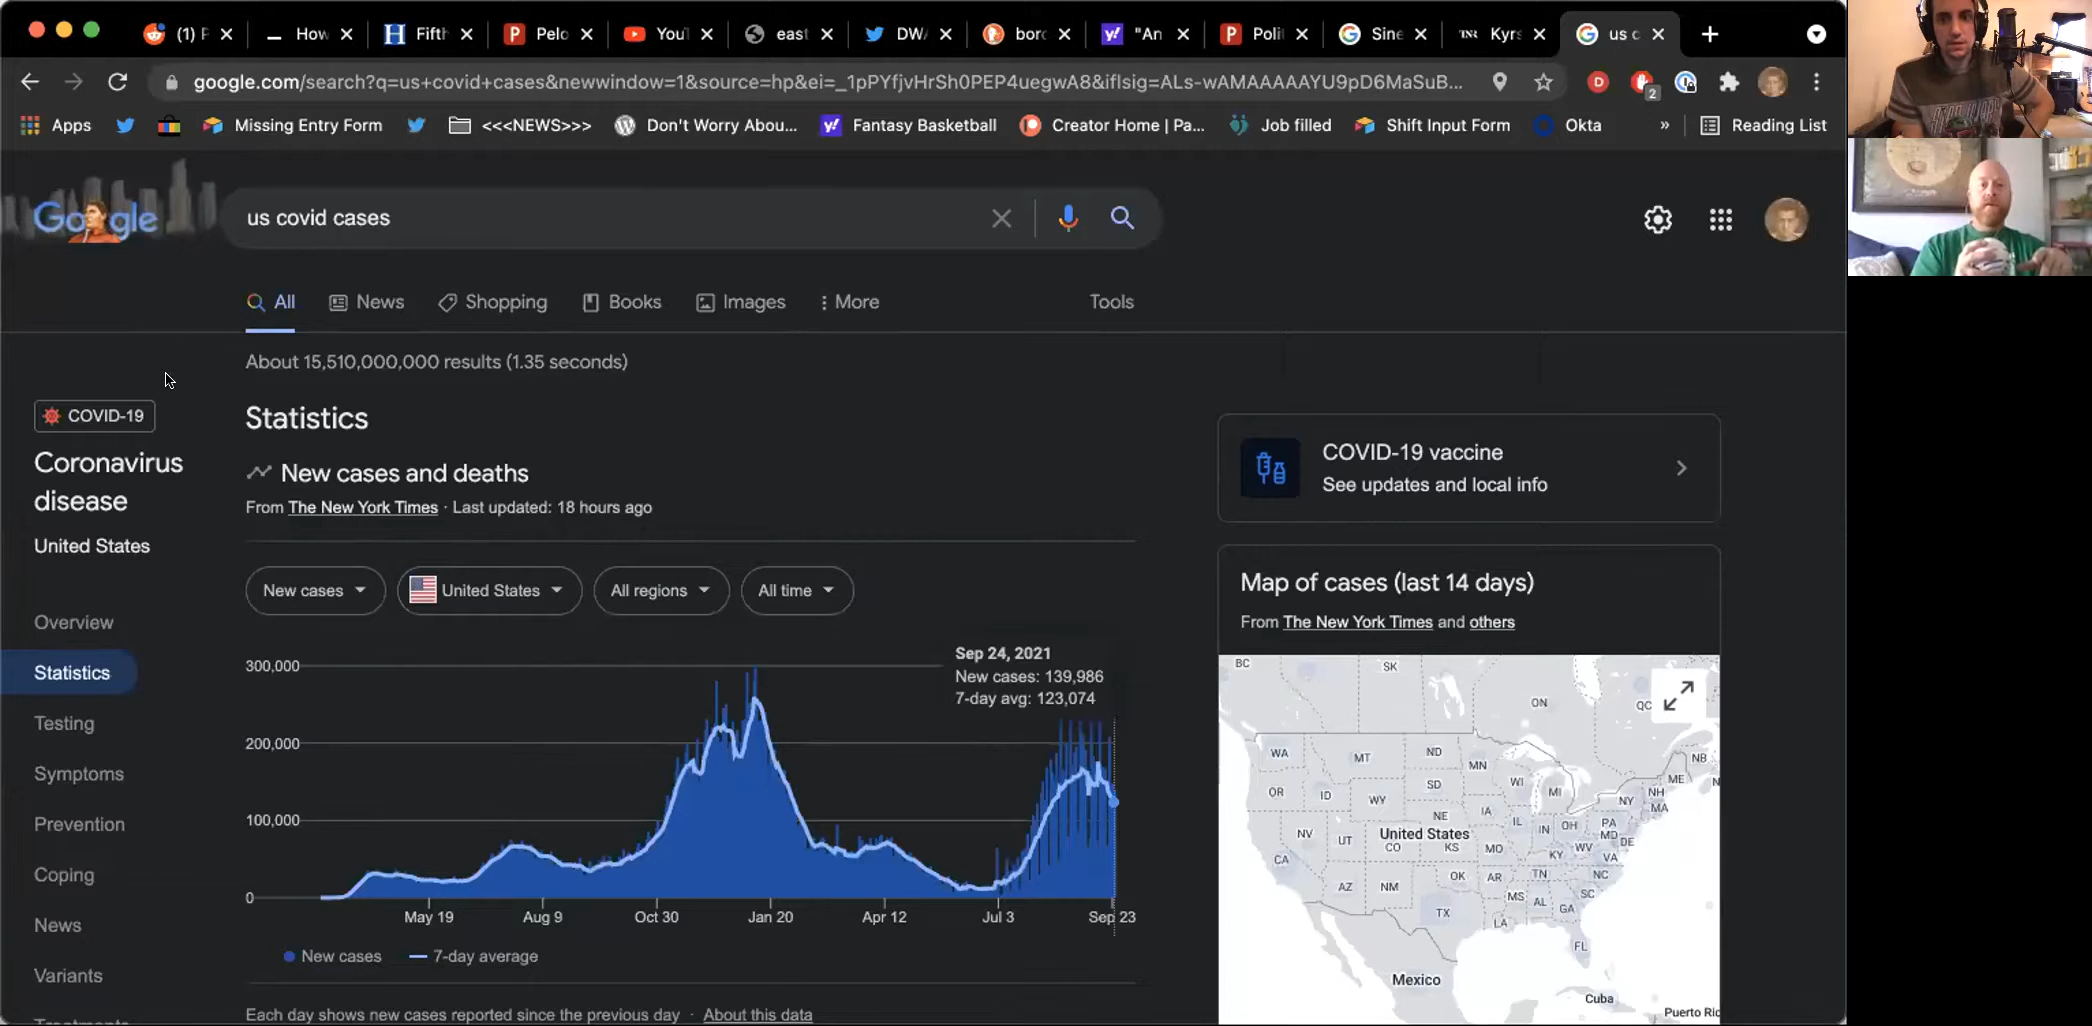 (1) F
How
Fifth
Pelo
YouT
east
DW
bor
"An
Poli
Sine
TNR
Kyrs
us c
google.com/search?q=us+covid+cases&newwindow=1&source=hp&ei=_1pPYfjvHrSh0PEP4uegwA8&iflsig=ALs-wAMAAAAAYU9pD6MaSuB...
2
Apps
Missing Entry Form
<<<NEWS>>>
Don't Worry Abou...
Fantasy Basketball
Creator Home | Pa...
Job filled
Shift Input Form
Okta
»
Reading List
Google
us covid cases
All
News
Shopping
Books
Images
More
Tools
About 15,510,000,000 results (1.35 seconds)
COVID-19
Coronavirus
disease
United States
Overview
Statistics
Testing
Symptoms
Prevention
Coping
News
Variants
Statistics
New cases and deaths
From The New York Times · Last updated: 18 hours ago
New cases
United States
All regions
All time
Sep 24, 2021
New cases: 139,986
7-day avg: 123,074
300,000
200,000
100,000
0
May 19
Aug 9
Oct 30
Jan 20
Apr 12
Jul 3
Sep 23
New cases
7-day average
Each day shows new cases reported since the previous day · About this data
COVID-19 vaccine
See updates and local info
Map of cases (last 14 days)
From The New York Times and others
BC
SK
ON
QC
WA
MT
ND
MN
NB
OR
ID
SD
WI
MI
ME
N
WY
NY
NH
MA
NE
IA
NV
UT
United States
CO
KS
MO
IL
IN
OH
PA
MD
DE
WV
VA
KY
CA
AZ
NM
OK
AR
TN
NC
MS
AL
SC
GA
TX
LA
FL
Mexico
Cuba
Puerto Ric